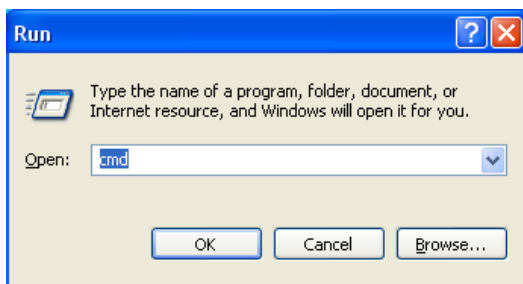 Run
Type the name of a program, folder, document, or
Internet resource, and Windows will open it for you.
Open: cmd
OK Cancel Browse...